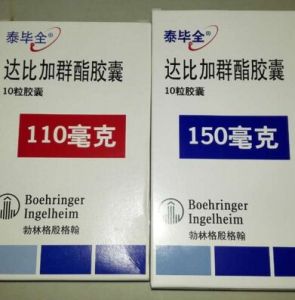 泰毕全®
达比加群酯胶囊
10粒胶囊
110毫克
Boehringer
Ingelheim
勃林格殷格翰
泰毕全®
达比加群酯胶囊
10粒胶囊
150毫克
Boehringer
Ingelheim
勃林格殷格翰